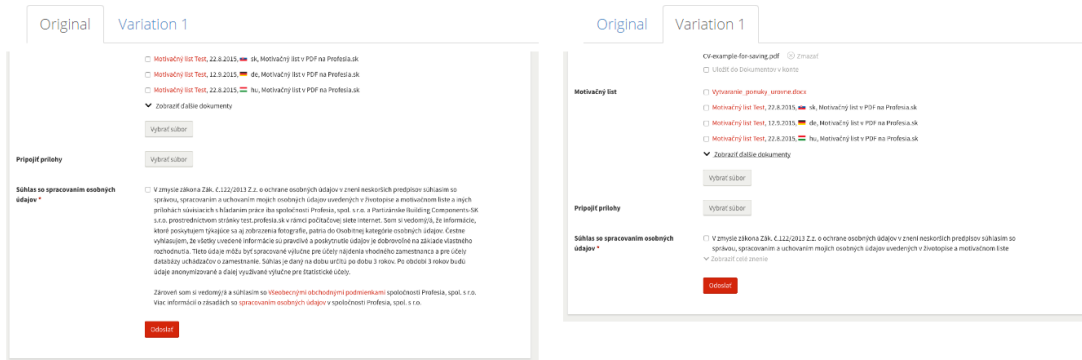 Original
Variation 1
Motivačný list Test, 22.8.2015, sk, Motivačný list v PDF na Profesia.sk
Motivačný list Test, 12.9.2015, de, Motivačný list v PDF na Profesia.sk
Motivačný list Test, 22.8.2015, hu, Motivačný list v PDF na Profesia.sk
Zobraziť ďalšie dokumenty
Vybrať súbor
Pripojiť prílohy
Vybrať súbor
Súhlas so spracovaním osobných údajov *
V zmysle zákona Zák. č.122/2013 Z.z. o ochrane osobných údajov v znení neskorších predpisov súhlasím so
správou, spracovaním a uchovaním mojich osobných údajov uvedených v životopise a motivačnom liste a iných
prílohách súvisiacich s hľadaním práce iba spoločnosti Profesia, spol. s r.o. a Partizánske Building Components-SK
s.r.o. prostredníctvom stránky test.profesia.sk v rámci počítačovej siete internet. Som si vedomý/á, že informácie,
ktoré poskytujem týkajúce sa aj zobrazenia fotografie, patria do Osobitnej kategórie osobných údajov. Čestne
vyhlasujem, že všetky uvedené informácie sú pravdivé a poskytnutie údajov je dobrovoľné na základe vlastného
rozhodnutia. Tieto údaje môžu byť spracované výlučne pre účely nájdenia vhodného zamestnanca a pre účely
databázy uchádzačov o zamestnanie. Súhlas je daný na dobu určitú po dobu 3 rokov. Po období 3 rokov budú
údaje anonymizované a ďalej využívané výlučne pre štatistické účely.
Zároveň som si vedomý/á a súhlasím so Všeobecnými obchodnými podmienkami spoločnosti Profesia, spol. s r.o.
Viac informácií o zásadách so spracovaním osobných údajov v spoločnosti Profesia, spol. s r.o.
Odoslať
Original
Variation 1
CV-example-for-saving.pdf Zmazať
Uložiť do Dokumentov v konte
Motivačný list
Vytvaranie_ponuky_urovne.docs
Motivačný list Test, 22.8.2015, sk, Motivačný list v PDF na Profesia.sk
Motivačný list Test, 12.9.2015, de, Motivačný list v PDF na Profesia.sk
Motivačný list Test, 22.8.2015, hu, Motivačný list v PDF na Profesia.sk
Zobraziť ďalšie dokumenty
Vybrať súbor
Pripojiť prílohy
Vybrať súbor
Súhlas so spracovaním osobných
údajov *
V zmysle zákona Zák. č.122/2013 Z.z. o ochrane osobných údajov v znení neskorších predpisov súhlasím so
správou, spracovaním a uchovaním mojich osobných údajov uvedených v životopise a motivačnom liste
Zobraziť celé znenie
Odoslať